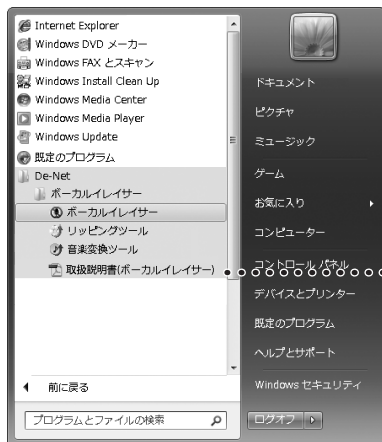 Internet Explorer
Windows DVD メーカー
Windows FAX とスキャン
Windows Install Clean Up
Windows Media Center
Windows Media Player
Windows Update
既定のプログラム
De-Net
ボーカルイレイサー
ボーカルイレイサー
リッピングツール
音楽変換ツール
取扱説明書(ボーカルイレイサー)
前に戻る
プログラムとファイルの検索
ドキュメント
ピクチャ
ミュージック
ゲーム
お気に入り
コンピューター
コントロール パネル
デバイスとプリンター
既定のプログラム
ヘルプとサポート
Windows セキュリティ
ログオフ